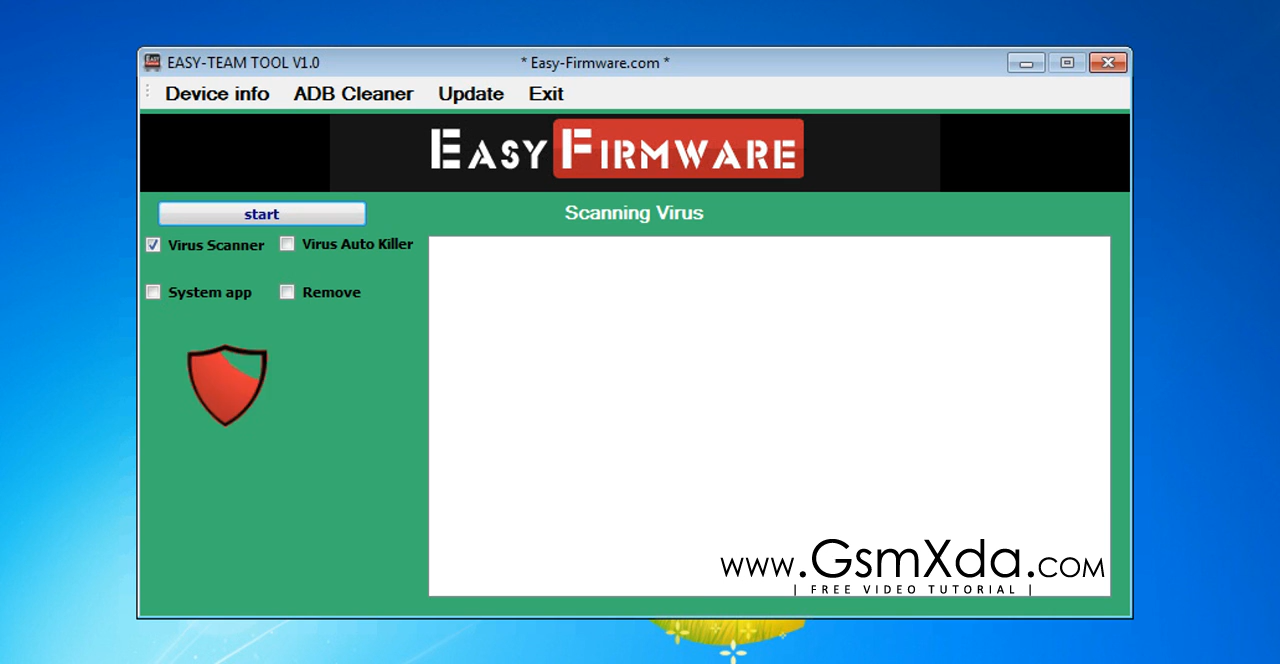 EASY-TEAM TOOL V1.0 * Easy-Firmware.com *
Device info ADB Cleaner Update Exit
EASY FIRMWARE
start Scanning Virus
Virus Scanner Virus Auto Killer
System app Remove
www.GsmXda.com
| FREE VIDEO TUTORIAL |